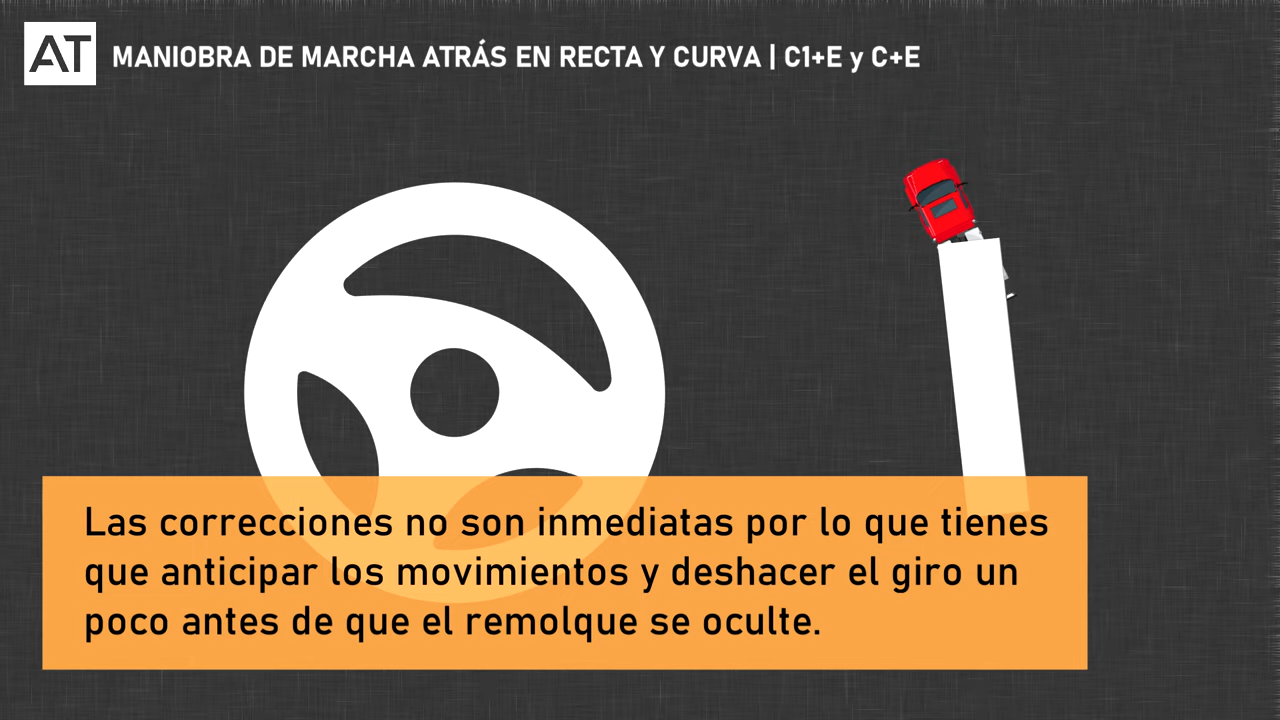 AT
MANIOBRA DE MARCHA ATRÁS EN RECTA Y CURVA | C1+E y C+E
Las correcciones no son inmediatas por lo que tienes
que anticipar los movimientos y deshacer el giro un
poco antes de que el remolque se oculte.